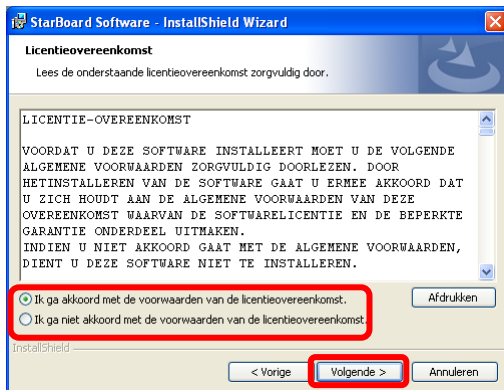 StarBoard Software - InstallShield Wizard
Licentieovereenkomst
Lees de onderstaande licentieovereenkomst zorgvuldig door.
LICENTIE-OVEREENKOMST
VOORDAT U DEZE SOFTWARE INSTALLEERT MOET U DE VOLGENDE
ALGEMENE VOORWAARDEN ZORGVULDIG DOORLEZEN. DOOR
HETINSTALLEREN VAN DE SOFTWARE GAAT U ERMEE AKKOORD DAT
U ZICH HOUDT AAN DE ALGEMENE VOORWAARDEN VAN DEZE
OVEREENKOMST WAARVAN DE SOFTWARELICENTIE EN DE BEPERKTE
GARANTIE ONDERDEEL UITMAKEN.
INDIEN U NIET AKKOORD GAAT MET DE ALGEMENE VOORWAARDEN,
DIENT U DEZE SOFTWARE NIET TE INSTALLEREN.
Ik ga akkoord met de voorwaarden van de licentieovereenkomst.
Afdrukken
Ik ga niet akkoord met de voorwaarden van de licentieovereenkomst.
InstallShield
< Vorige
Volgende >
Annuleren